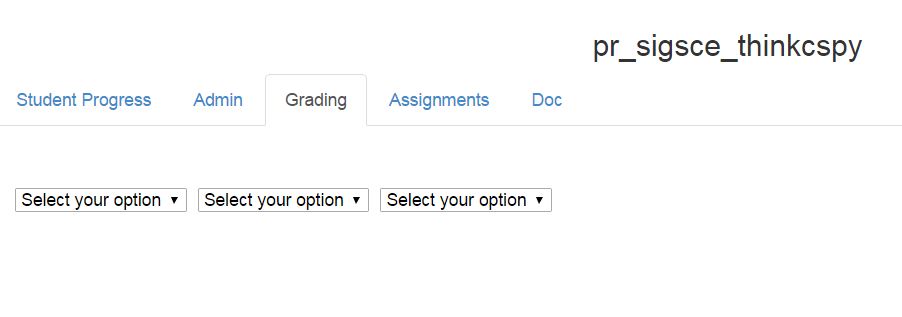 pr_sigsce_thinkcspy
Student Progress Admin Grading Assignments Doc
Select your option Select your option Select your option